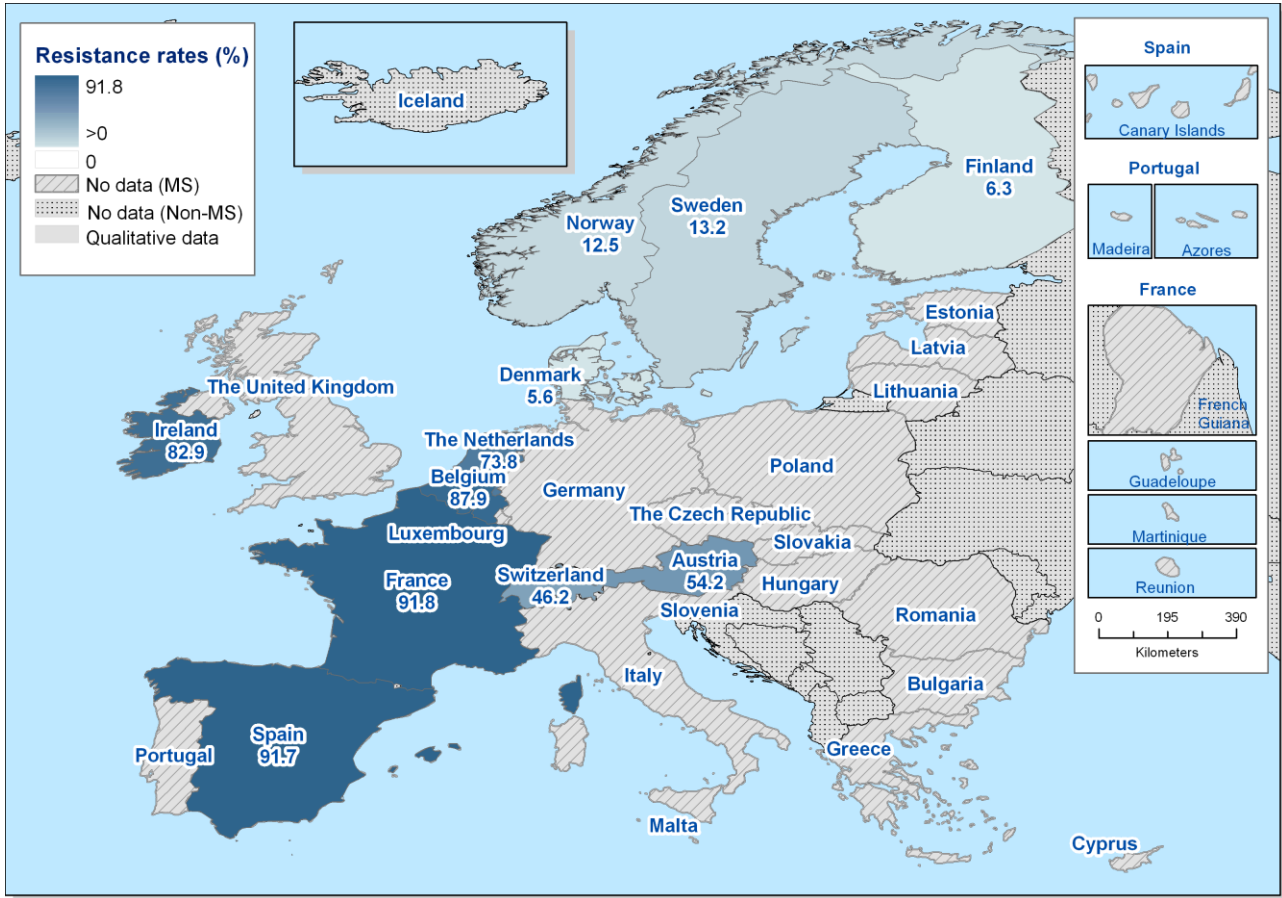 Resistance rates (%)
91.8
>0
0
No data (MS)
No data (Non-MS)
Qualitative data
Iceland
Spain
Canary Islands
Portugal
Madeira
Azores
France
French
Guiana
Guadeloupe
Martinique
Reunion
0 195 390
Kilometers
Finland
6.3
Sweden
13.2
Norway
12.5
Estonia
Latvia
Lithuania
Denmark
5.6
The United Kingdom
Ireland
82.9
The Netherlands
73.8
Belgium
87.9
Germany
Poland
The Czech Republic
Luxembourg
Slovakia
Austria
54.2
Switzerland
46.2
Hungary
France
91.8
Slovenia
Romania
Italy
Bulgaria
Spain
91.7
Portugal
Greece
Malta
Cyprus